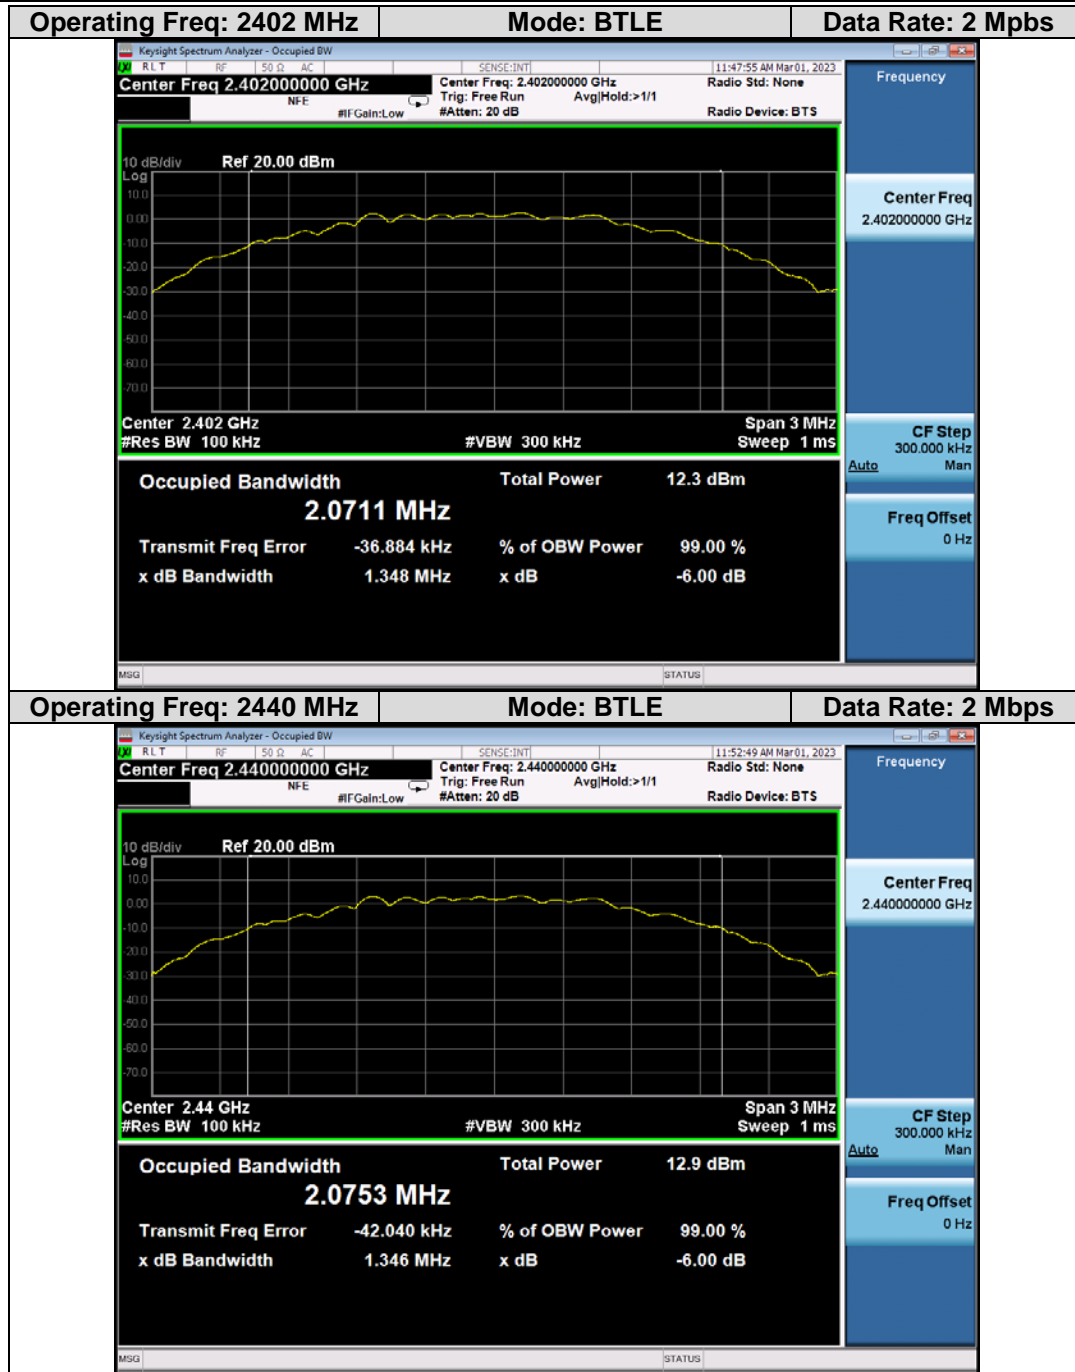 Operating Freq: 2402 MHz Mode: BTLE Data Rate: 2 Mpbs
Keysight Spectrum Analyzer - Occupied BW
RLT RF 50 Ω AC SENSE:INT 11:47:55 AM Mar 01, 2023
Center Freq 2.402000000 GHz Center Freq: 2.402000000 GHz Radio Std: None Frequency
NFE Trig: Free Run Avg|Hold:>1/1
#IFGain:Low #Atten: 20 dB Radio Device: BTS
10 dB/div Ref 20.00 dBm
Log
10.0
0.00
-10.0
-20.0
-30.0
-40.0
-50.0
-60.0
-70.0
Center Freq
2.402000000 GHz
Center 2.402 GHz Span 3 MHz
#Res BW 100 kHz #VBW 300 kHz Sweep 1 ms
CF Step
300.000 kHz
Auto Man
Occupied Bandwidth Total Power 12.3 dBm
2.0711 MHz
Freq Offset
0 Hz
Transmit Freq Error -36.884 kHz % of OBW Power 99.00 %
x dB Bandwidth 1.348 MHz x dB -6.00 dB
MSG STATUS
Operating Freq: 2440 MHz Mode: BTLE Data Rate: 2 Mbps
Keysight Spectrum Analyzer - Occupied BW
RLT RF 50 Ω AC SENSE:INT 11:52:49 AM Mar 01, 2023
Center Freq 2.440000000 GHz Center Freq: 2.440000000 GHz Radio Std: None Frequency
NFE Trig: Free Run Avg|Hold:>1/1
#IFGain:Low #Atten: 20 dB Radio Device: BTS
10 dB/div Ref 20.00 dBm
Log
10.0
0.00
-10.0
-20.0
-30.0
-40.0
-50.0
-60.0
-70.0
Center Freq
2.440000000 GHz
Center 2.44 GHz Span 3 MHz
#Res BW 100 kHz #VBW 300 kHz Sweep 1 ms
CF Step
300.000 kHz
Auto Man
Occupied Bandwidth Total Power 12.9 dBm
2.0753 MHz
Freq Offset
0 Hz
Transmit Freq Error -42.040 kHz % of OBW Power 99.00 %
x dB Bandwidth 1.346 MHz x dB -6.00 dB
MSG STATUS